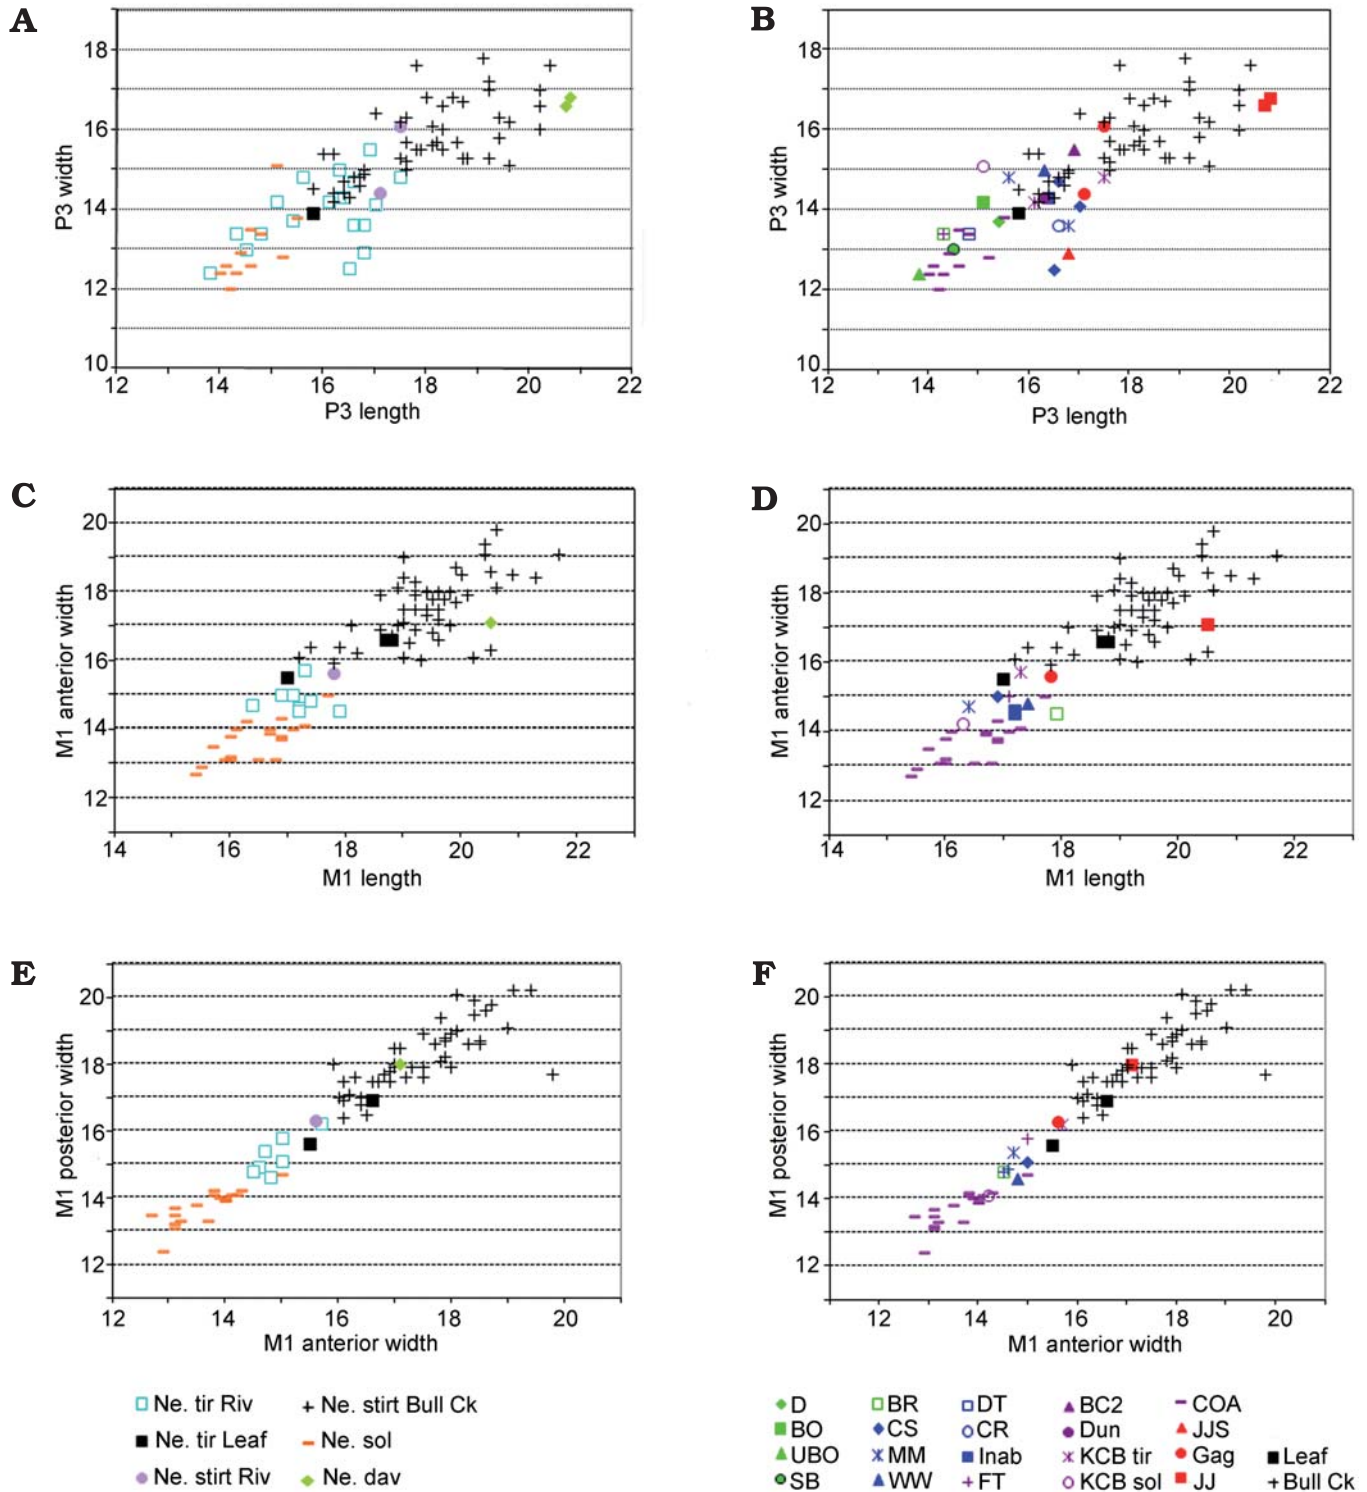 A
B
18
16
14
12
10
P3 width
12 14 16 18 20 22
P3 length
18
16
14
12
10
P3 width
12 14 16 18 20 22
P3 length
C
D
20
18
16
14
12
M1 anterior width
14 16 18 20 22
M1 length
20
18
16
14
12
M1 anterior width
14 16 18 20 22
M1 length
E
F
20
18
16
14
12
M1 posterior width
12 14 16 18 20
M1 anterior width
20
18
16
14
12
M1 posterior width
12 14 16 18 20
M1 anterior width
Ne. tir Riv
Ne. stirt Bull Ck
Ne. tir Leaf
Ne. sol
Ne. stirt Riv
Ne. dav
D BR DT BC2 COA
BO CS CR Dun JJS
UBO MM Inab KCB tir Gag Leaf
SB WW FT KCB sol JJ Bull Ck